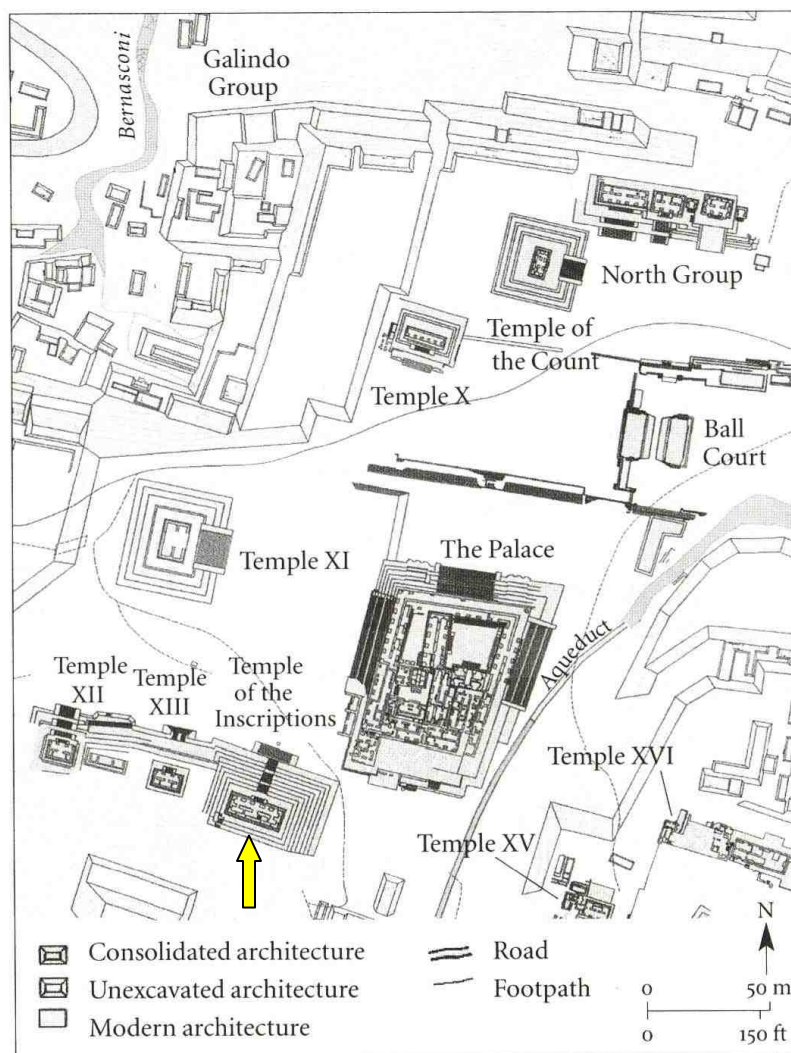 Bernasconi
Galindo
Group
North Group
Temple of
the Count
Temple X
Ball
Court
Temple XI
The Palace
Aqueduct
Temple
XII
Temple
XIII
Temple
of the
Inscriptions
Temple XVI
Temple XV
Consolidated architecture
Unexcavated architecture
Modern architecture
Road
Footpath
N
0 50 m
0 150 ft